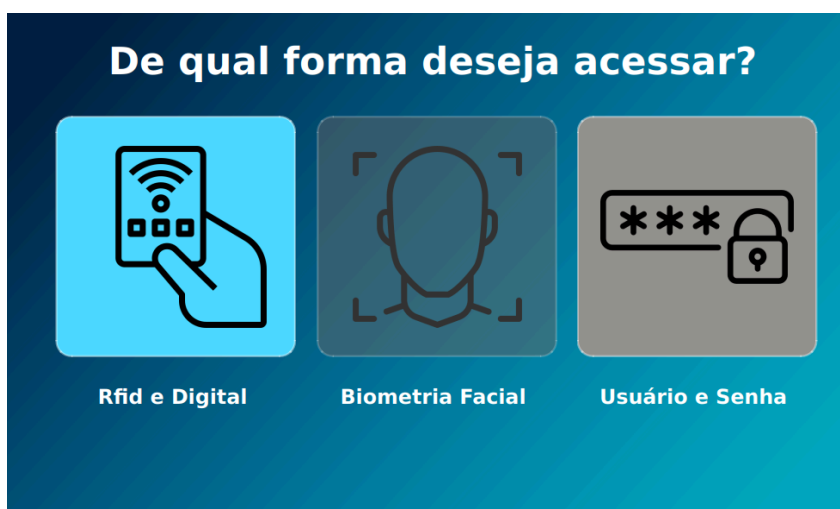 De qual forma deseja acessar?
***
Rfid e Digital
Biometria Facial
Usuário e Senha